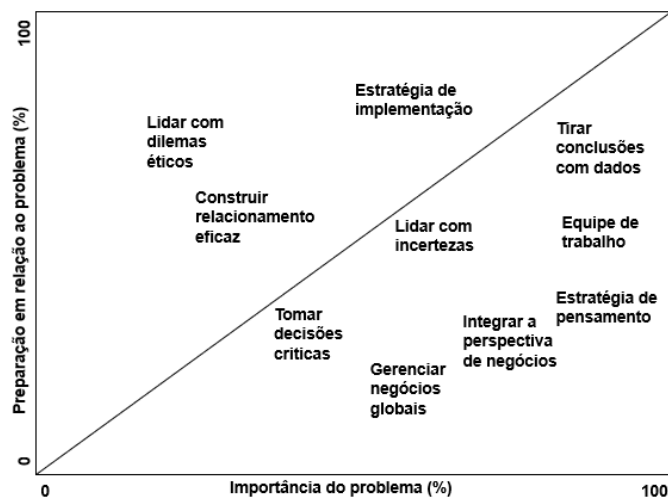 100
Preparação em relação ao problema (%)
0
Estratégia de
implementação
Lidar com
dilemas
éticos
Tirar
conclusões
com dados
Construir
relacionamento
eficaz
Lidar com
incertezas
Equipe de
trabalho
Estratégia de
pensamento
Tomar
decisões
criticas
Integrar a
perspectiva
de negócios
Gerenciar
negócios
globais
0
Importância do problema (%)
100